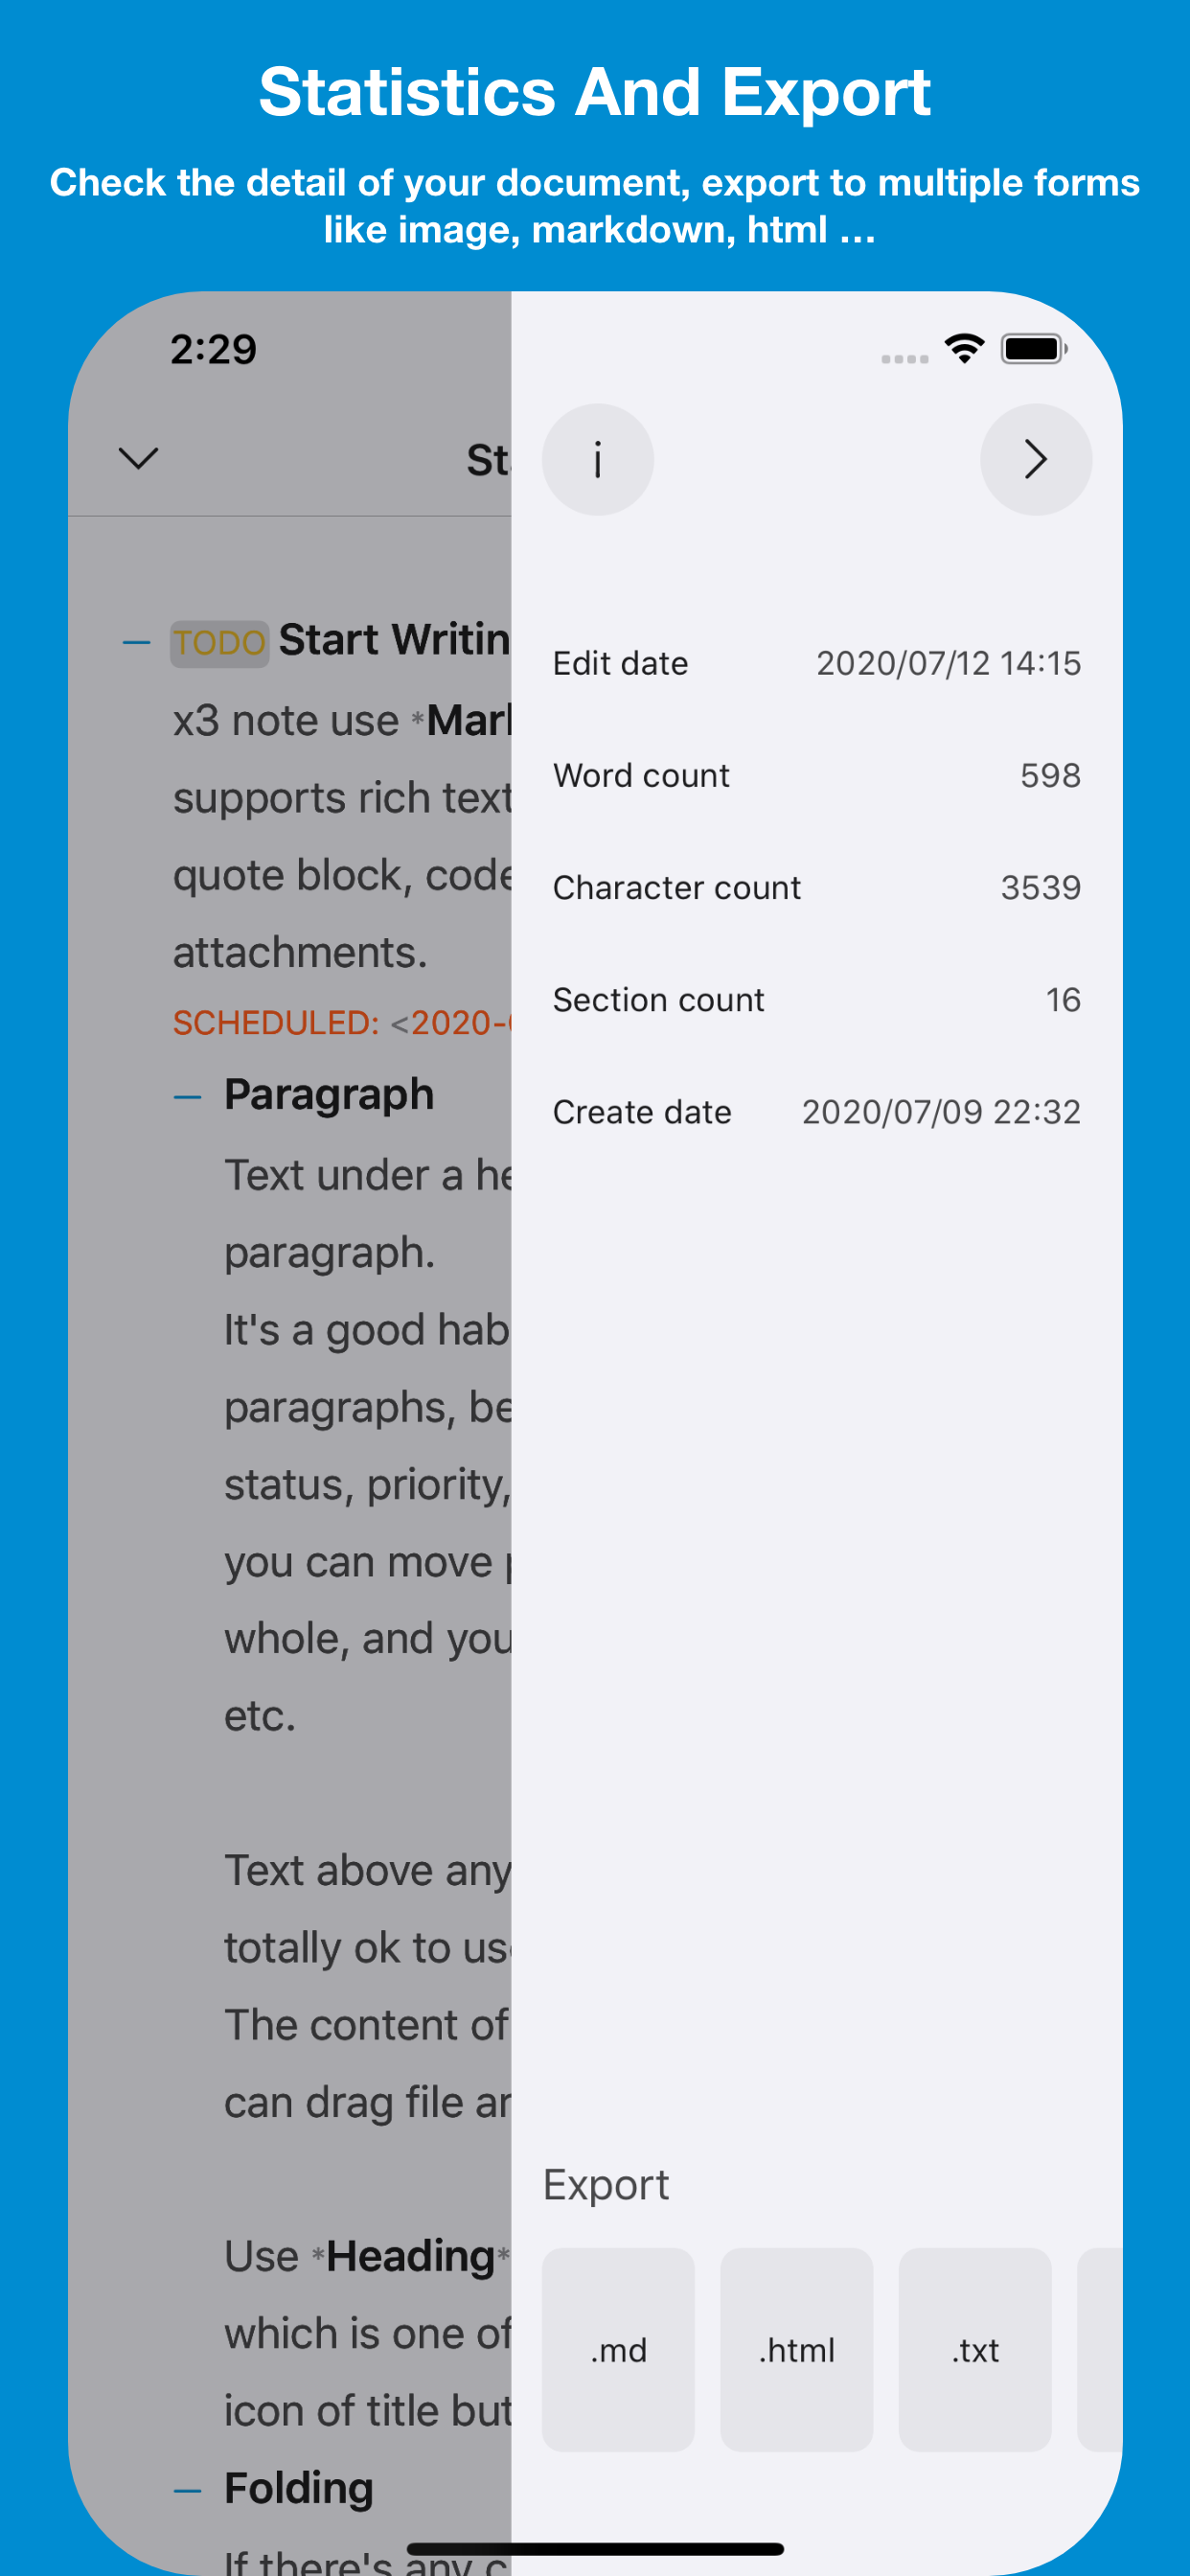 Statistics And Export
Check the detail of your document, export to multiple forms
like image, markdown, html ...
2:29
St
i
TODO Start Writin
x3 note use *Mar
supports rich text
quote block, code
attachments.
SCHEDULED: <2020-
Paragraph
Text under a he
paragraph.
It's a good hab
paragraphs, be
status, priority,
you can move
whole, and you
etc.
Text above any
totally ok to us
The content of
can drag file ar
Use *Heading*
which is one of
icon of title but
Folding
If there's any c
Edit date 2020/07/12 14:15
Word count 598
Character count 3539
Section count 16
Create date 2020/07/09 22:32
Export
.md
.html
.txt